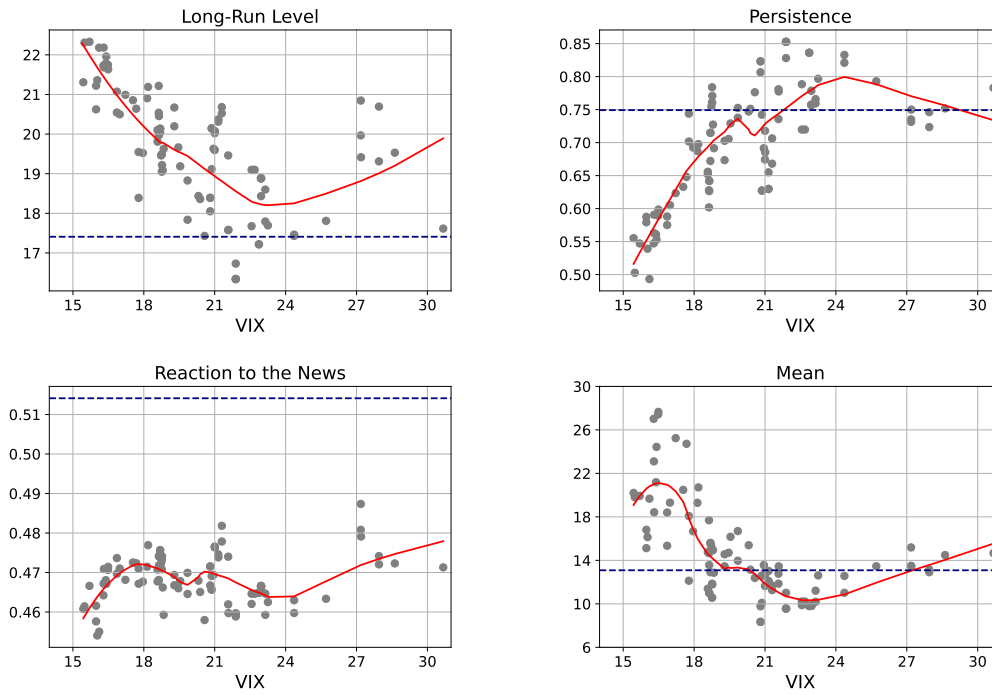 Long-Run Level
22
21
20
19
18
17
15 18 21 24 27 30
VIX
Persistence
0.85
0.80
0.75
0.70
0.65
0.60
0.55
0.50
15 18 21 24 27 30
VIX
Reaction to the News
0.51
0.50
0.49
0.48
0.47
0.46
15 18 21 24 27 30
VIX
Mean
30
26
22
18
14
10
6
15 18 21 24 27 30
VIX